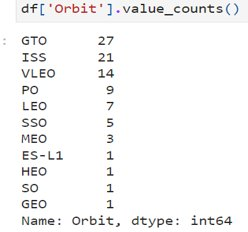 df['Orbit'].value_counts()
: GTO 27
ISS 21
VLEO 14
PO 9
LEO 7
SSO 5
MEO 3
ES-L1 1
HEO 1
SO 1
GEO 1
Name: Orbit, dtype: int64